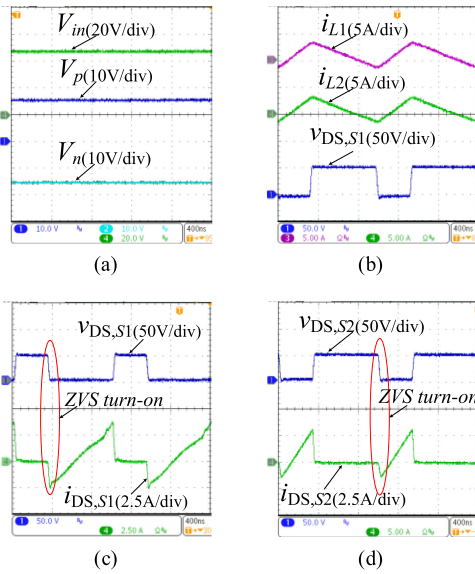 T
Vin(20V/div)
Vp(10V/div)
Vn(10V/div)
1 10.0 V 2 10.0 V 400ns
4 20.0 V
(a)
T
iL1(5A/div)
iL2(5A/div)
vDS,S1(50V/div)
1 50.0 V 400ns
3 5.00 A Ω 4 5.00 A Ω
(b)
T
vDS,S1(50V/div)
ZVS turn-on
iDS,S1(2.5A/div)
1 50.0 V 400ns
4 2.50 A Ω
(c)
T
vDS,S2(50V/div)
ZVS turn-on
iDS,S2(2.5A/div)
1 50.0 V 400ns
4 5.00 A Ω
(d)